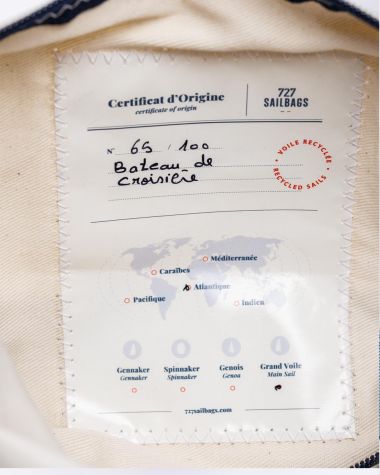 Certificat d'Origine
certificate of origin
727
SAILBAGS
N° 65 / 100
Bateau de
croisière
VOILE RECYCLÉE
RECYCLED SAILS
Méditerranée
Caraïbes
Atlantique
Pacifique
Indien
Gennaker Spinnaker Genois Grand Voile
Gennaker Spinnaker Genoa Main Sail
727sailbags.com